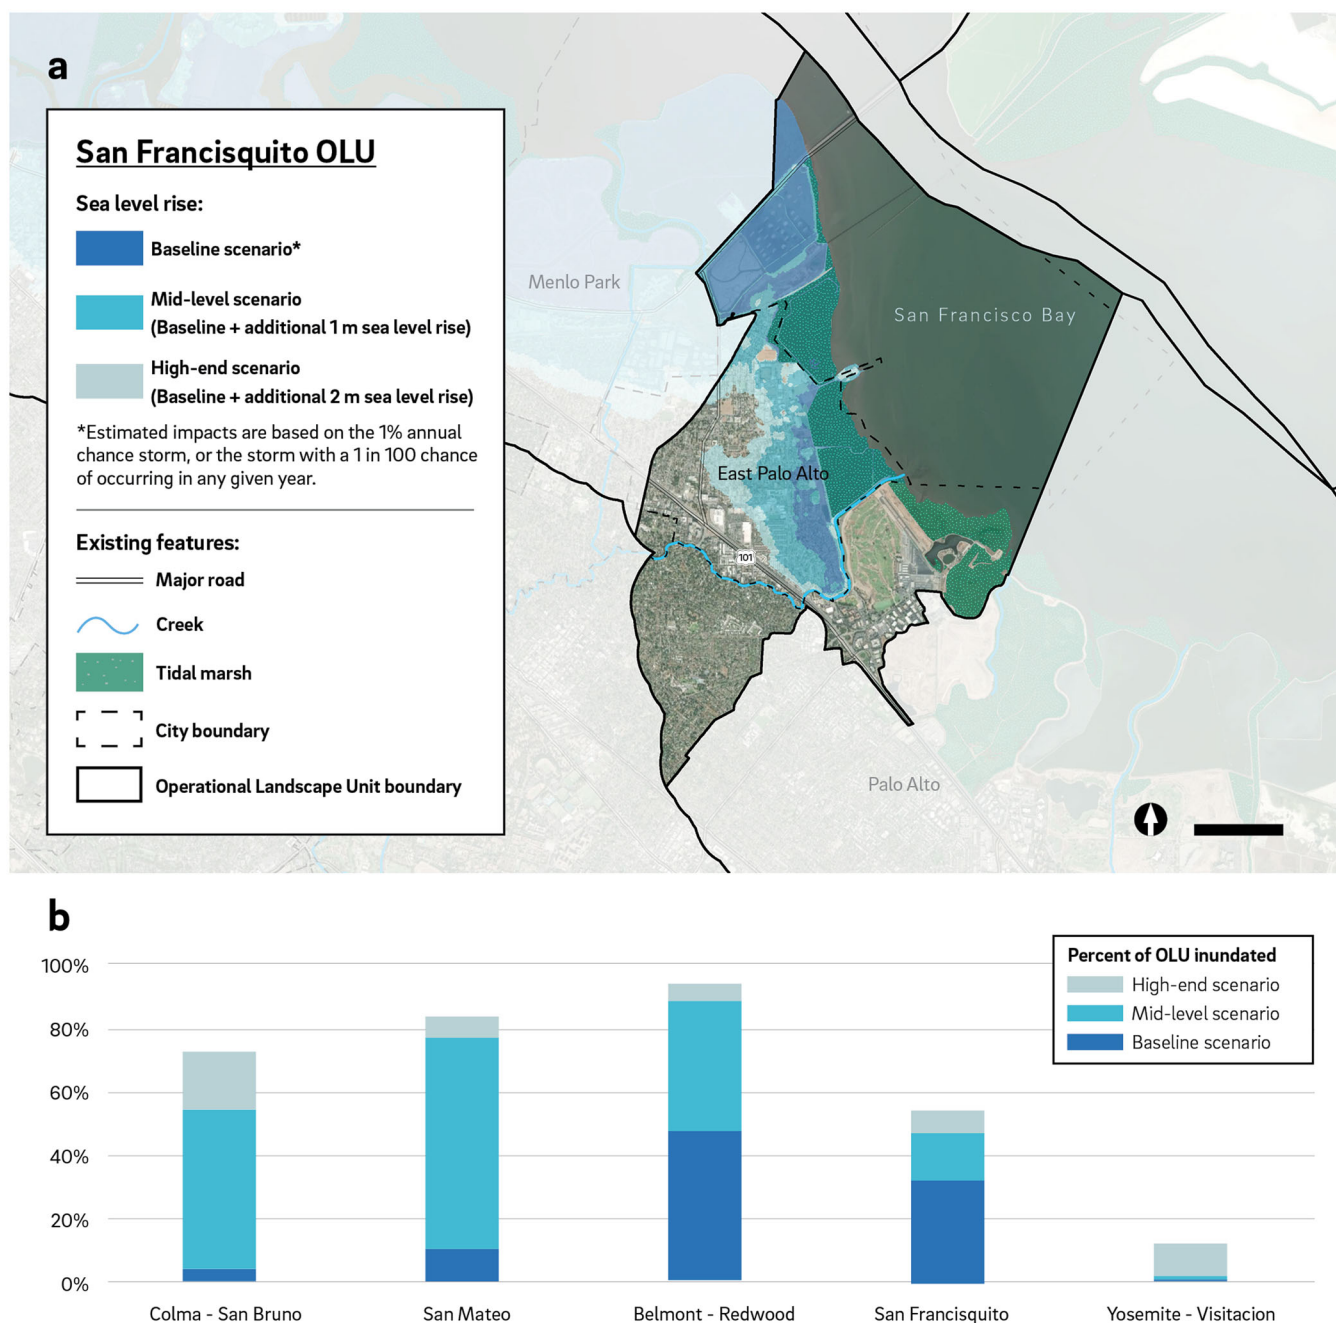 a
San Francisquito OLU
Sea level rise:
Baseline scenario*
Mid-level scenario
(Baseline + additional 1 m sea level rise)
High-end scenario
(Baseline + additional 2 m sea level rise)
*Estimated impacts are based on the 1% annual
chance storm, or the storm with a 1 in 100 chance
of occurring in any given year.
Existing features:
Major road
Creek
Tidal marsh
City boundary
Operational Landscape Unit boundary
Menlo Park
San Francisco Bay
East Palo Alto
101
Palo Alto
b
Percent of OLU inundated
High-end scenario
Mid-level scenario
Baseline scenario
100%
80%
60%
40%
20%
0%
Colma - San Bruno
San Mateo
Belmont - Redwood
San Francisquito
Yosemite - Visitacion